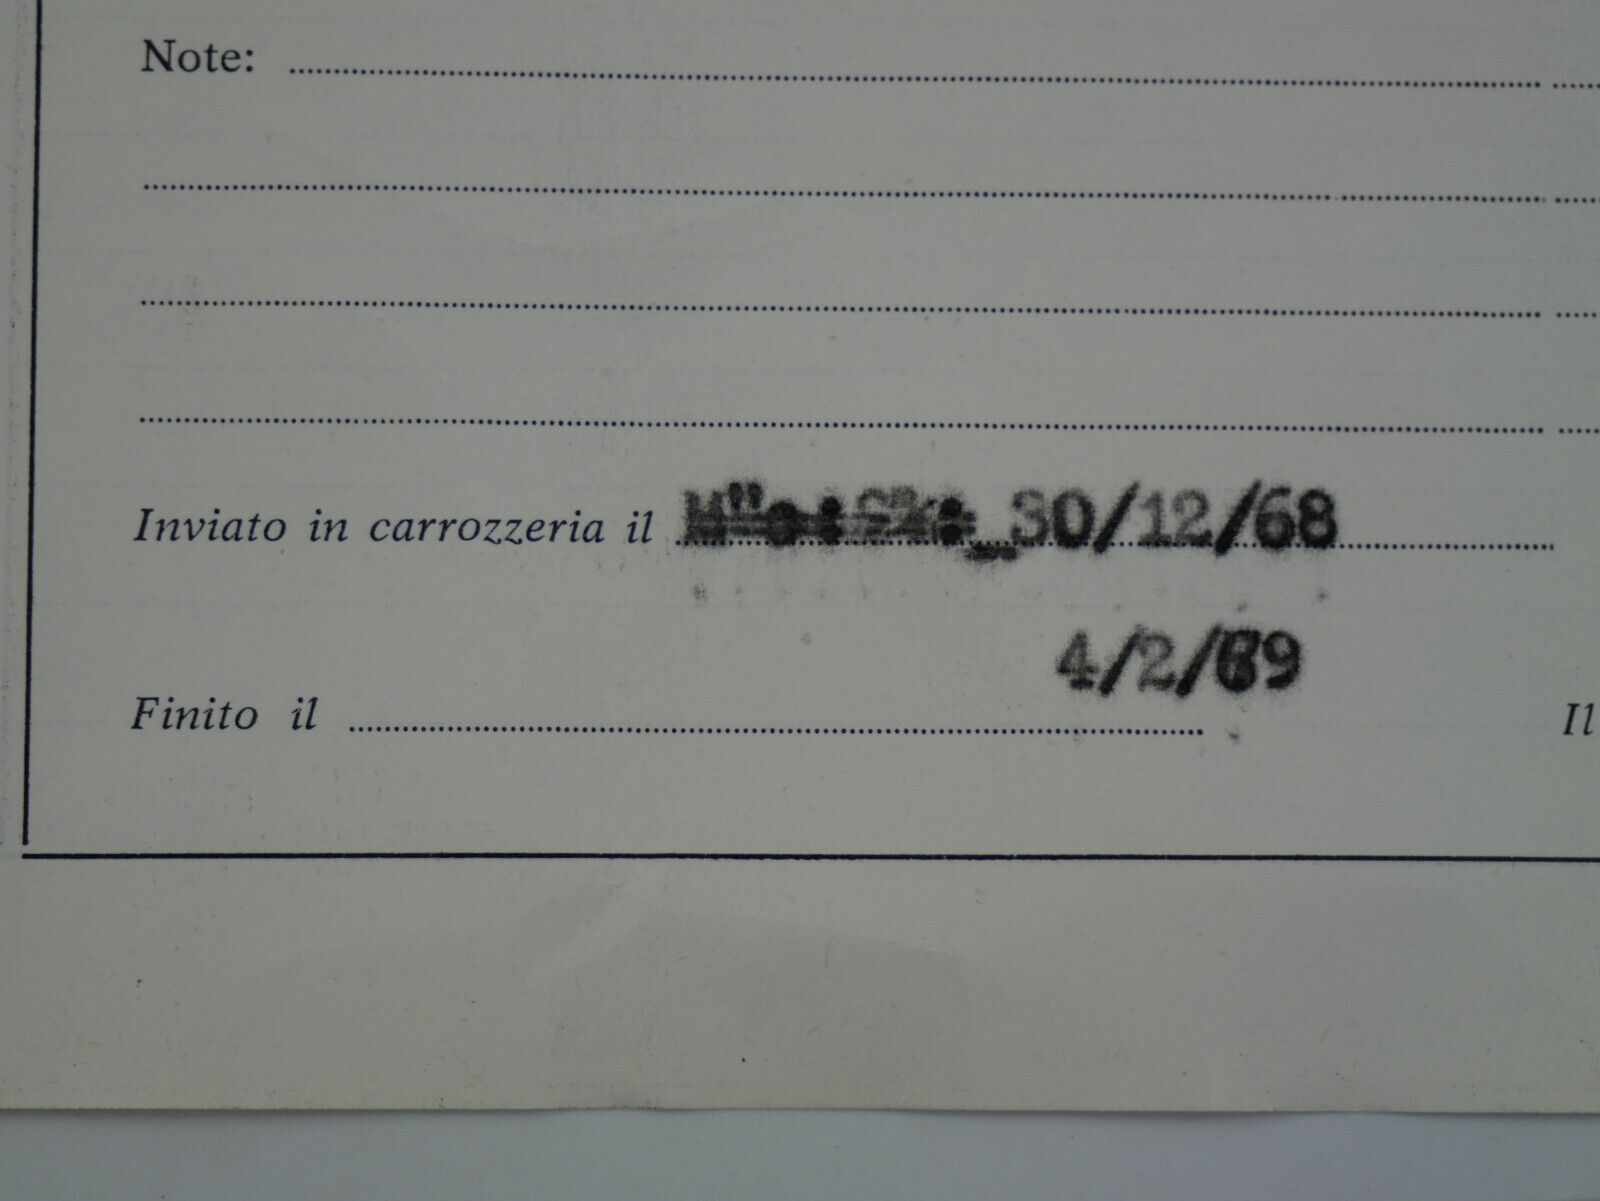 Note:
Inviato in carrozzeria il 30/12/68
4/2/69
Finito il
Il